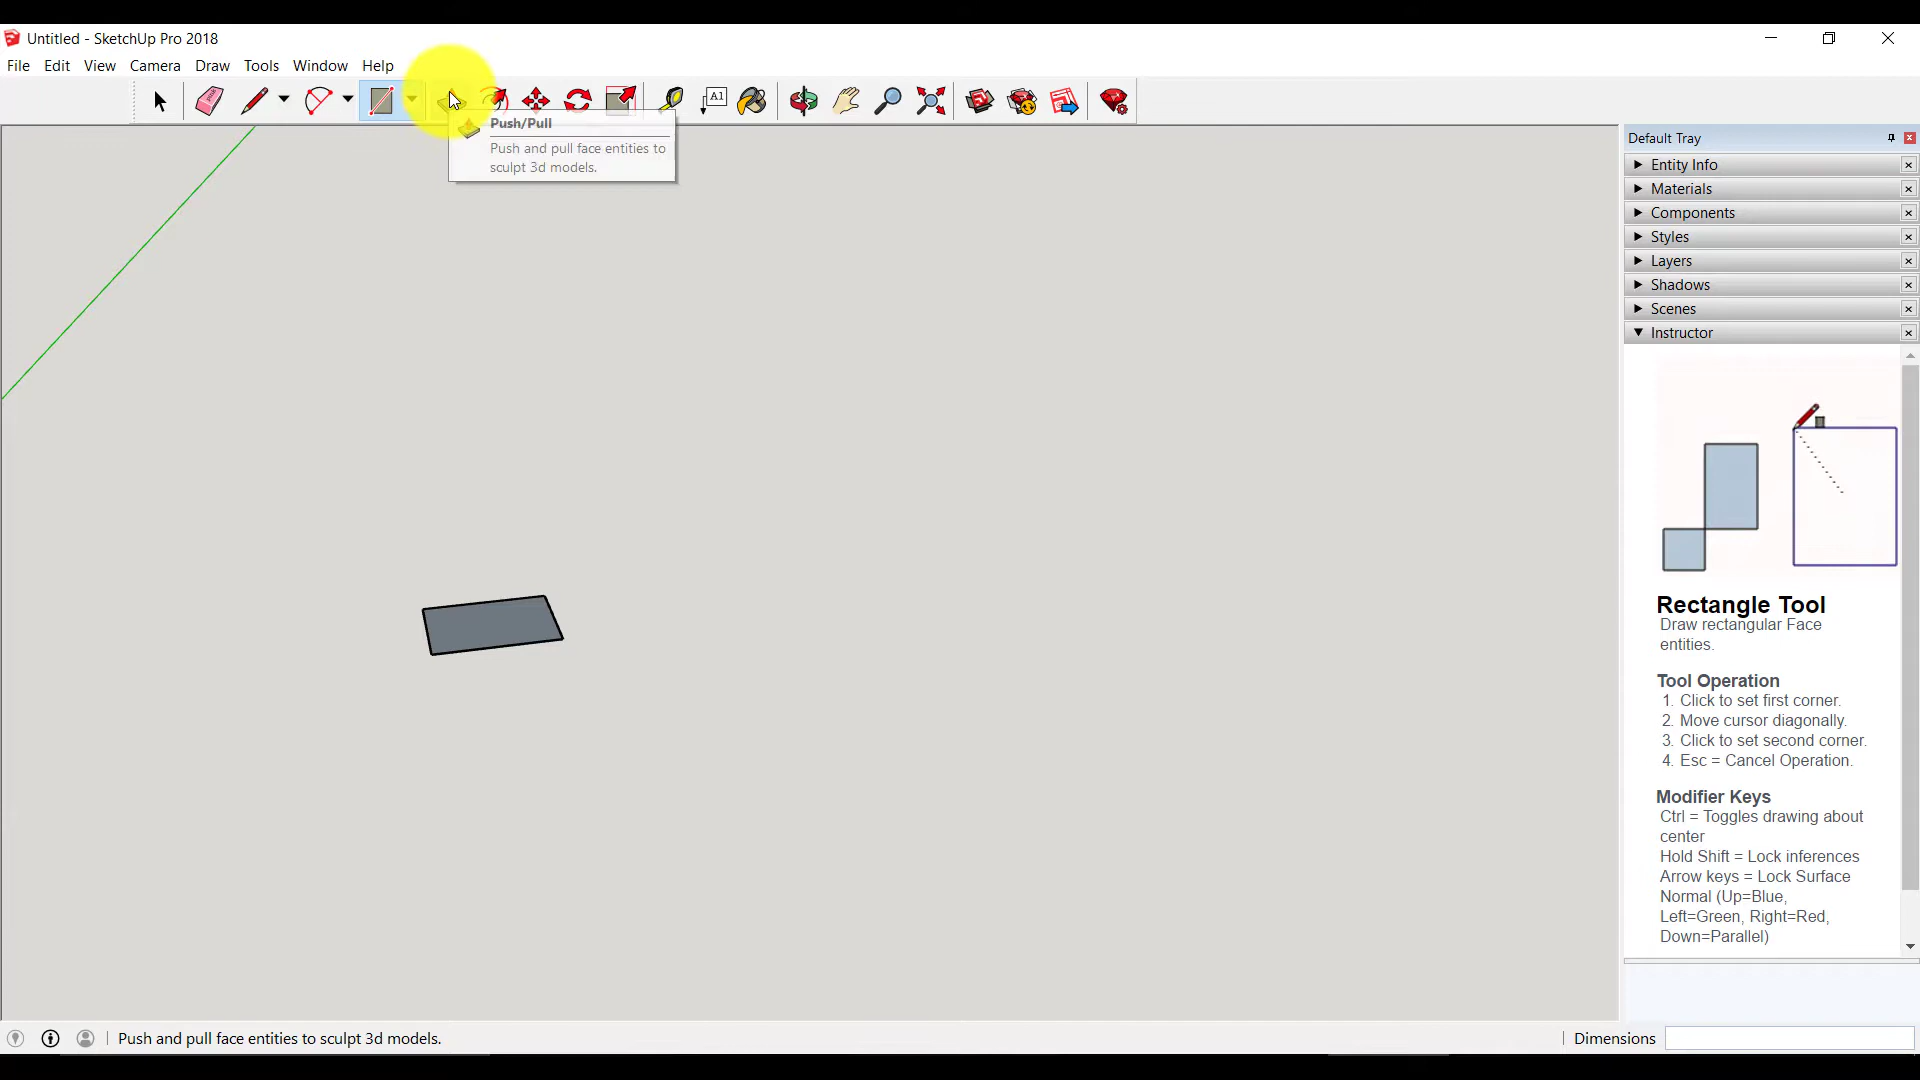 Untitled - SketchUp Pro 2018
File Edit View Camera Draw Tools Window Help
A1
Push/Pull
Push and pull face entities to
sculpt 3d models.
Default Tray
Entity Info
Materials
Components
Styles
Layers
Shadows
Scenes
Instructor
Rectangle Tool
Draw rectangular Face
entities.
Tool Operation
1. Click to set first corner.
2. Move cursor diagonally.
3. Click to set second corner.
4. Esc = Cancel Operation.
Modifier Keys
Ctrl = Toggles drawing about
center
Hold Shift = Lock inferences
Arrow keys = Lock Surface
Normal (Up=Blue,
Left=Green, Right=Red,
Down=Parallel)
Push and pull face entities to sculpt 3d models.
Dimensions